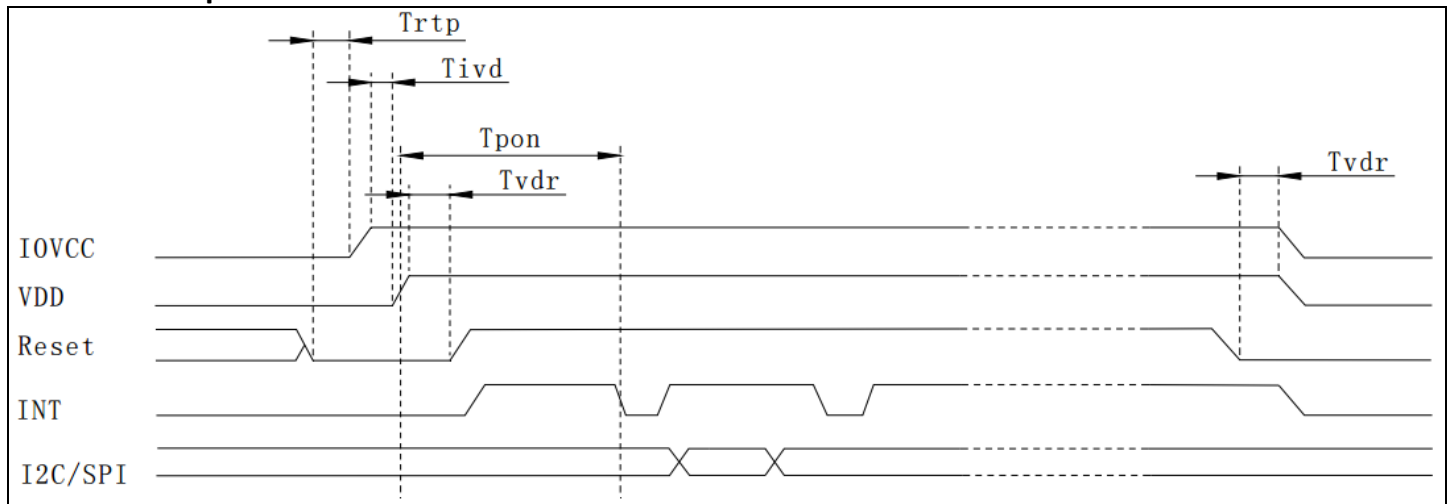 Trtp
Tivd
Tpon
Tvdr
Tvdr
IOVCC
VDD
Reset
INT
I2C/SPI